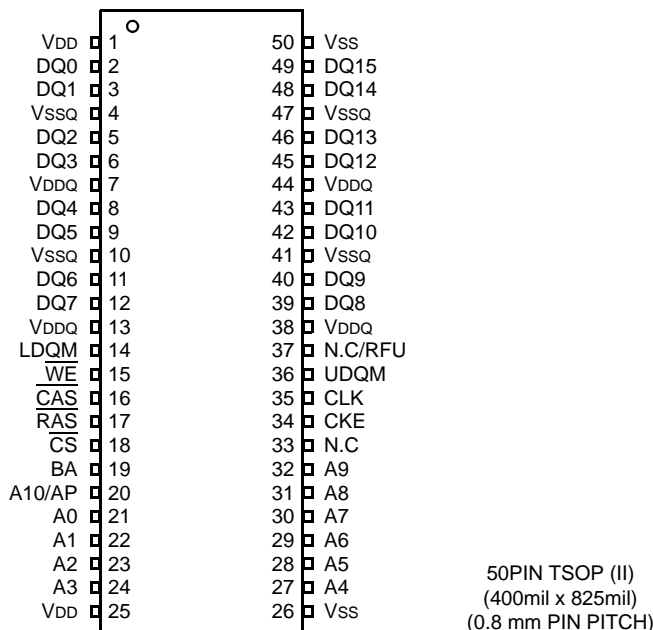 VDD 1 50 VSS
DQ0 2 49 DQ15
DQ1 3 48 DQ14
VSSQ 4 47 VSSQ
DQ2 5 46 DQ13
DQ3 6 45 DQ12
VDDQ 7 44 VDDQ
DQ4 8 43 DQ11
DQ5 9 42 DQ10
VSSQ 10 41 VSSQ
DQ6 11 40 DQ9
DQ7 12 39 DQ8
VDDQ 13 38 VDDQ
LDQM 14 37 N.C/RFU
W̅E̅ 15 36 UDQM
C̅A̅S̅ 16 35 CLK
R̅A̅S̅ 17 34 CKE
C̅S̅ 18 33 N.C
BA 19 32 A9
A10/AP 20 31 A8
A0 21 30 A7
A1 22 29 A6
A2 23 28 A5
A3 24 27 A4
VDD 25 26 VSS
50PIN TSOP (II)
(400mil x 825mil)
(0.8 mm PIN PITCH)